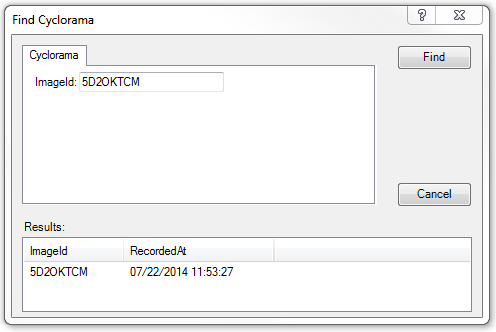 Find Cyclorama
?
Cyclorama
ImageId: 5D2OKTCM
Find
Cancel
Results:
ImageId RecordedAt
5D2OKTCM 07/22/2014 11:53:27